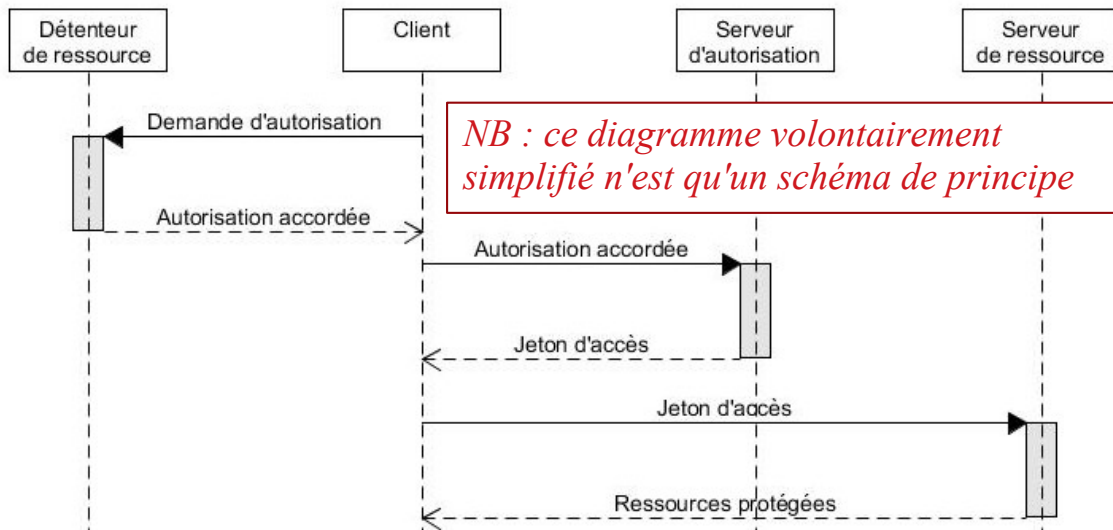 Détenteur
de ressource
Client
Serveur
d'autorisation
Serveur
de ressource
Demande d'autorisation
NB : ce diagramme volontairement
simplifié n'est qu'un schéma de principe
Autorisation accordée
Autorisation accordée
Jeton d'accès
Jeton d'accès
Ressources protégées